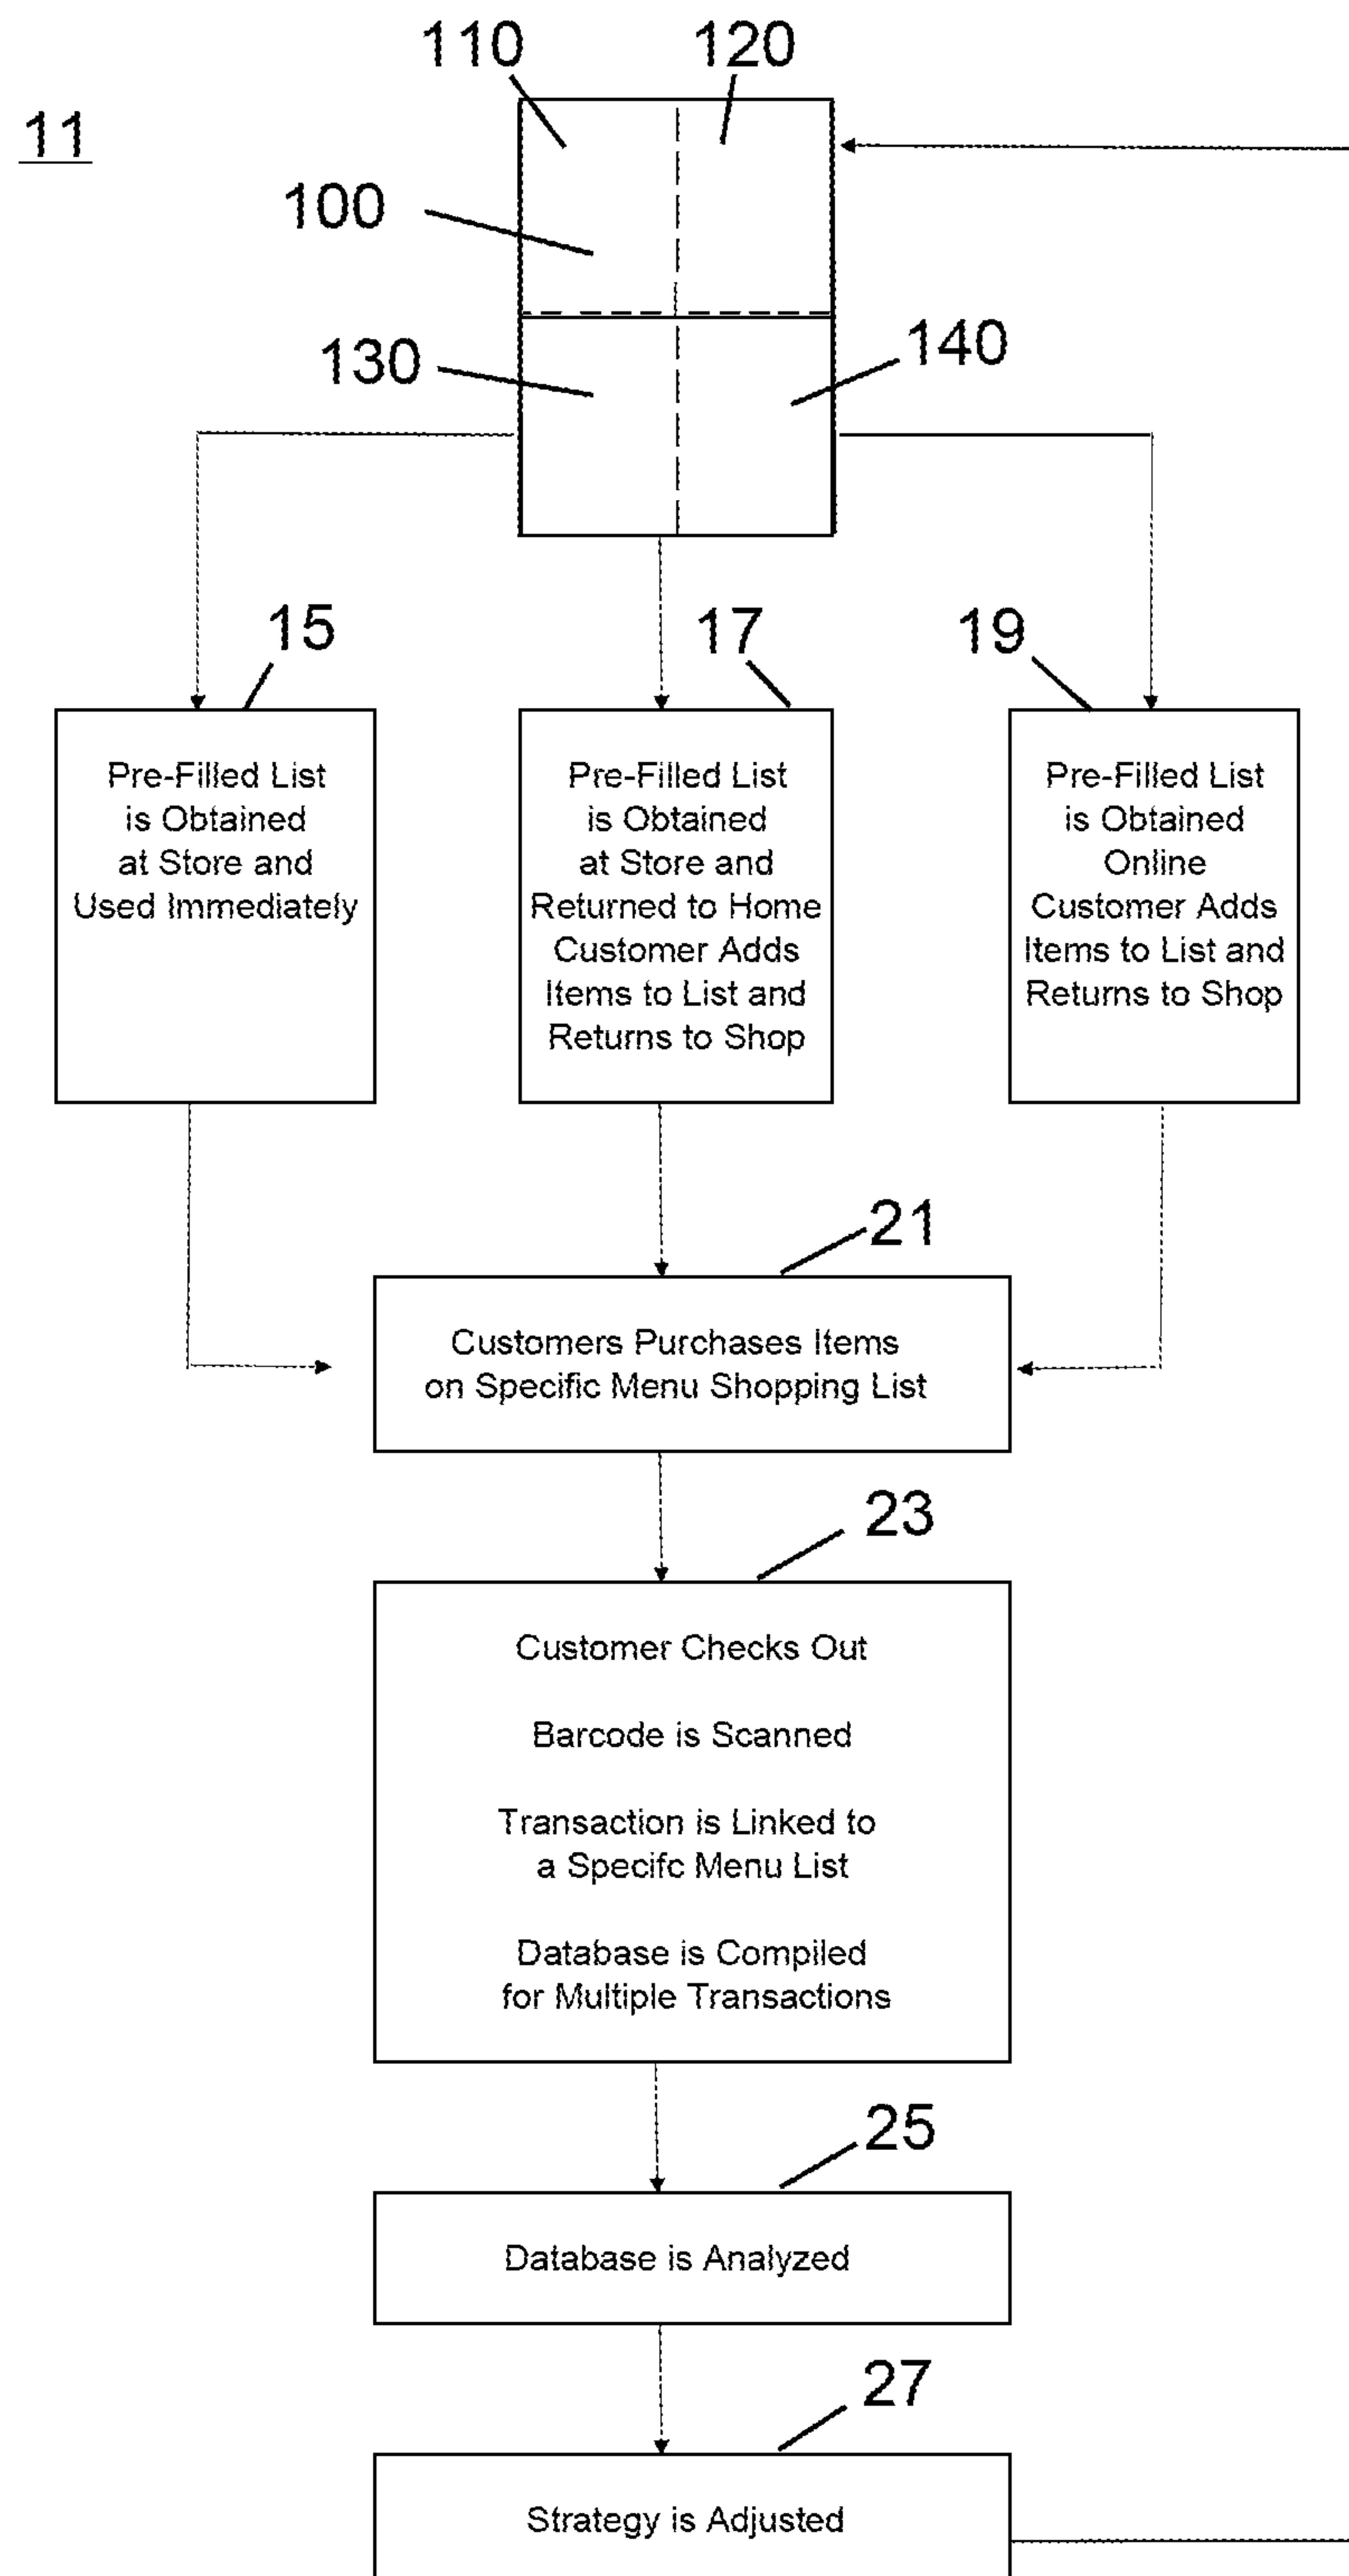 110
120
11
100
130
140
15
17
19
Pre-Filled List
is Obtained
at Store and
Used Immediately
Pre-Filled List
is Obtained
at Store and
Returned to Home
Customer Adds
Items to List and
Returns to Shop
Pre-Filled List
is Obtained
Online
Customer Adds
Items to List and
Returns to Shop
21
Customers Purchases Items
on Specific Menu Shopping List
23
Customer Checks Out
Barcode is Scanned
Transaction is Linked to
a Specifc Menu List
Database is Compiled
for Multiple Transactions
25
Database is Analyzed
27
Strategy is Adjusted